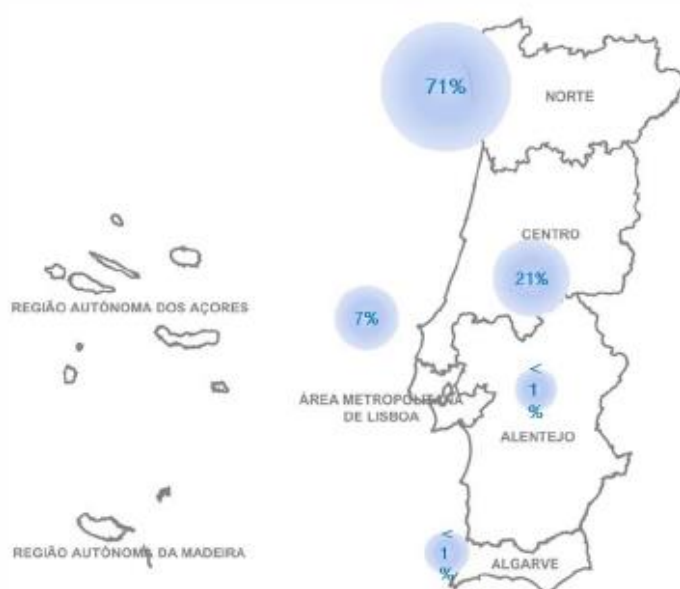 71%
NORTE
CENTRO
21%
REGIÃO AUTÓNOMA DOS AÇORES
7%
<
1
%
ÁREA METROPOLITANA
DE LISBOA
ALENTEJO
REGIÃO AUTÓNOMA DA MADEIRA
<
1
%
ALGARVE